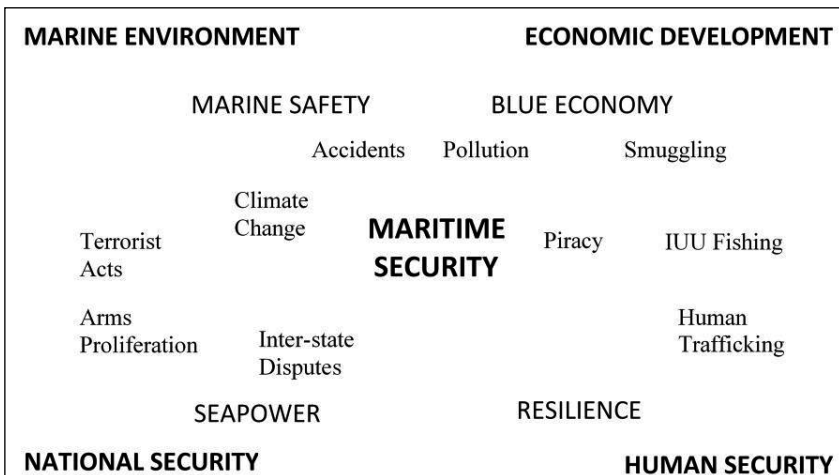 MARINE ENVIRONMENT
ECONOMIC DEVELOPMENT
MARINE SAFETY
BLUE ECONOMY
Accidents
Pollution
Smuggling
Climate
Change
MARITIME
SECURITY
Terrorist
Acts
Piracy
IUU Fishing
Arms
Proliferation
Inter-state
Disputes
Human
Trafficking
SEAPOWER
RESILIENCE
NATIONAL SECURITY
HUMAN SECURITY